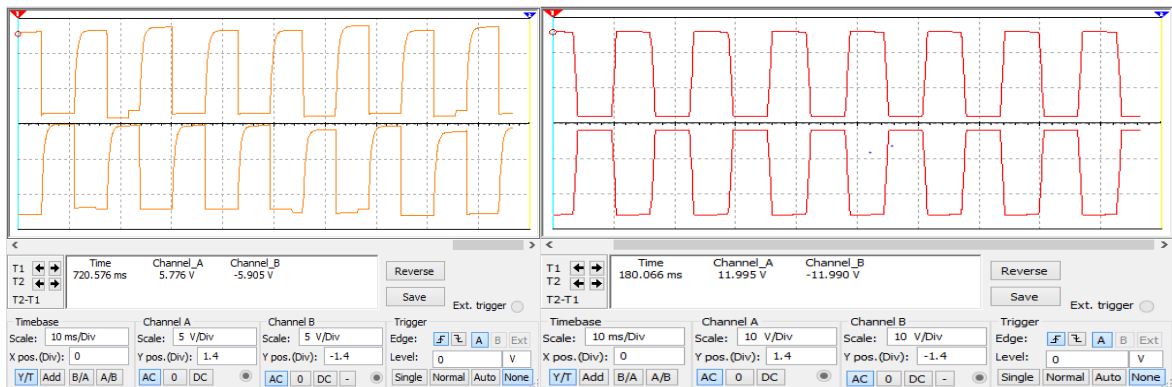 1
2
T1
T2
T2-T1
Time Channel_A Channel_B
720.576 ms 5.776 V -5.905 V
Reverse
Save
Ext. trigger
Timebase
Scale: 10 ms/Div
X pos.(Div): 0
Y/T Add B/A A/B
Channel A
Scale: 5 V/Div
Y pos.(Div): 1.4
AC 0 DC
Channel B
Scale: 5 V/Div
Y pos.(Div): -1.4
AC 0 DC -
Trigger
Edge: A B Ext
Level: 0 V
Single Normal Auto None
1
2
T1
T2
T2-T1
Time Channel_A Channel_B
180.066 ms 11.995 V -11.990 V
Reverse
Save
Ext. trigger
Timebase
Scale: 10 ms/Div
X pos.(Div): 0
Y/T Add B/A A/B
Channel A
Scale: 10 V/Div
Y pos.(Div): 1.4
AC 0 DC
Channel B
Scale: 10 V/Div
Y pos.(Div): -1.4
AC 0 DC -
Trigger
Edge: A B Ext
Level: 0 V
Single Normal Auto None